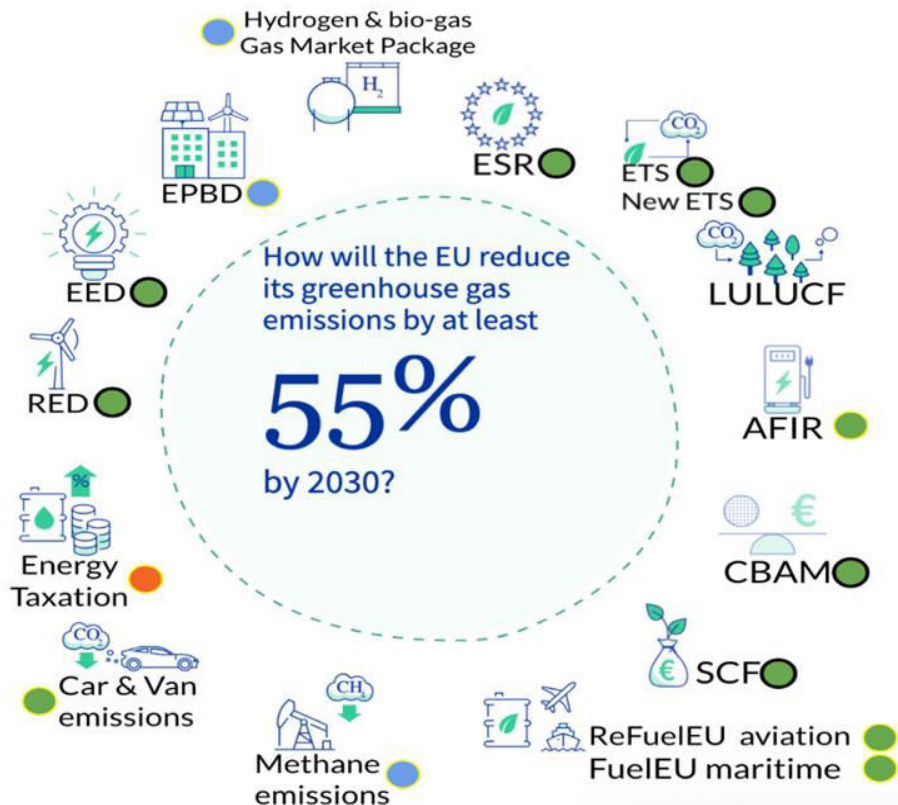 Hydrogen & bio-gas
Gas Market Package
H2
EPBD
ESR
CO2
ETS
New ETS
EED
CO2
LULUCF
How will the EU reduce
its greenhouse gas
emissions by at least
55%
by 2030?
RED
AFIR
%
Energy
Taxation
€
CBAM
CO2
Car & Van
emissions
CH4
Methane
emissions
€
SCF
ReFuelEU aviation
FuelEU maritime